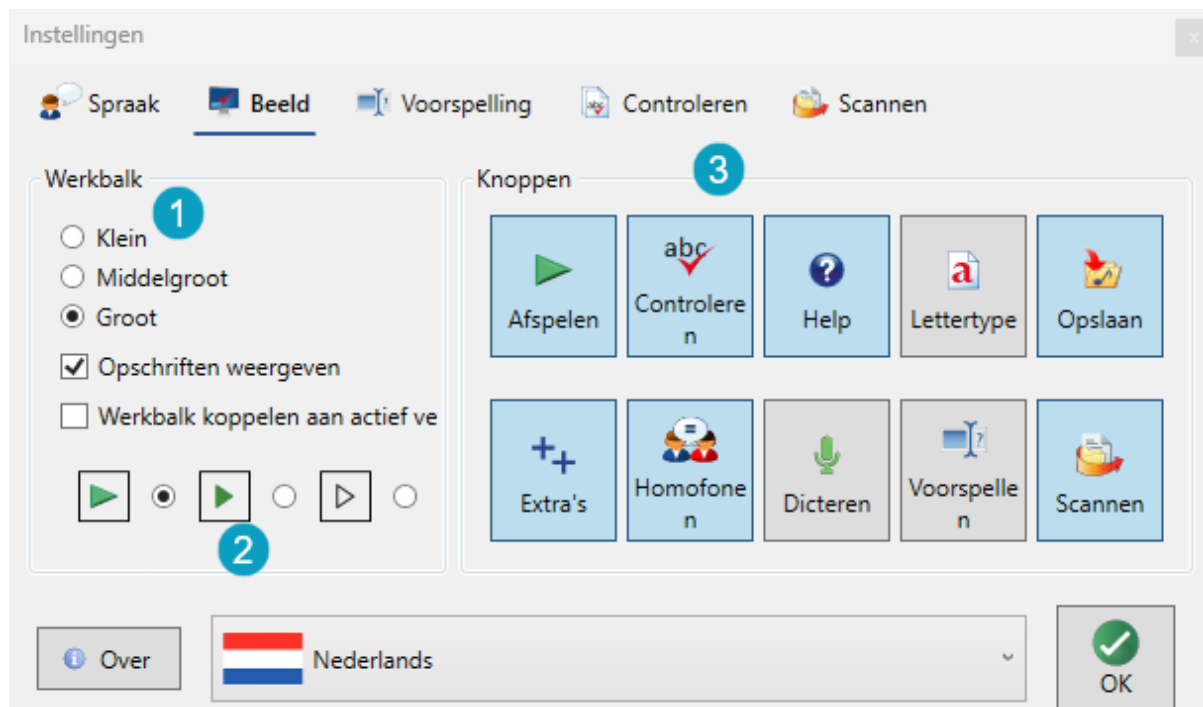 Instellingen
x
Spraak Beeld Voorspelling Controleren Scannen
Werkbalk
1
Klein
Middelgroot
Groot
Opschriften weergeven
Werkbalk koppelen aan actief ve
2
Knoppen
3
Afspelen
abc
Controlere
n
?
Help
a
Lettertype
Opslaan
Extra's
Homofone
n
Dicteren
Voorspelle
n
Scannen
Over
Nederlands
OK